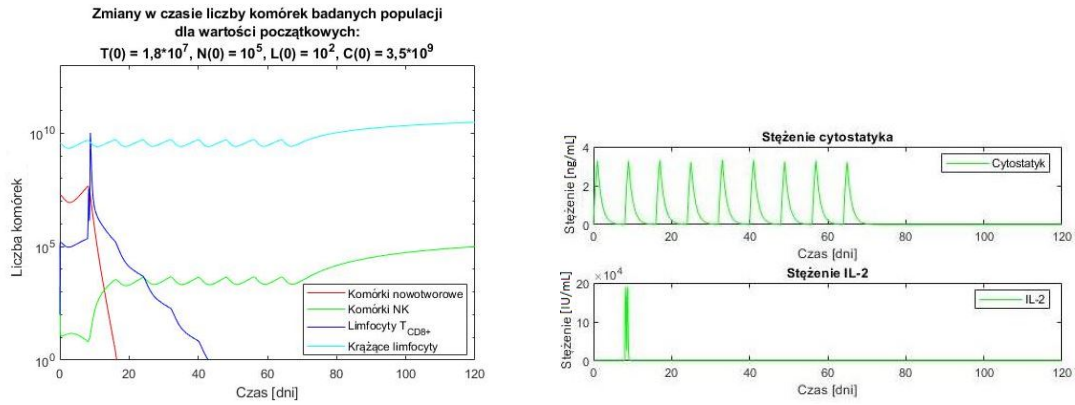 Zmiany w czasie liczby komórek badanych populacji
dla wartości początkowych:
T(0) = 1,8*10^7, N(0) = 10^5, L(0) = 10^2, C(0) = 3,5*10^9
Liczba komórek
10^10
10^5
10^0
0 20 40 60 80 100 120
Czas [dni]
Komórki nowotworowe
Komórki NK
Limfocyty T_CD8+
Krążące limfocyty
Stężenie cytostatyka
Stężenie [ng/mL]
4
2
0
0 20 40 60 80 100 120
Czas [dni]
Cytostatyk
Stężenie IL-2
× 10^4
Stężenie [IU/mL]
20
10
0
0 20 40 60 80 100 120
Czas [dni]
IL-2